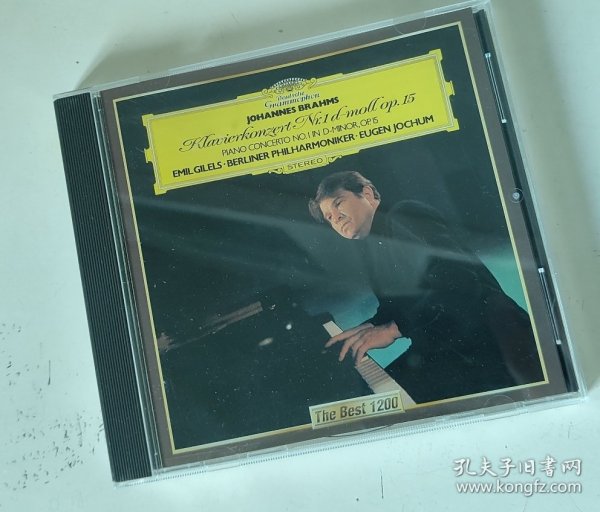 Deutsche
Grammophon
JOHANNES BRAHMS
Klavierkonzert·Nr.1 d-moll op.15
PIANO CONCERTO NO.1 IN D-MINOR, OP.15
EMIL GILELS · BERLINER PHILHARMONIKER · EUGEN JOCHUM
STEREO
The Best 1200
孔夫子旧书网
www.kongfz.com